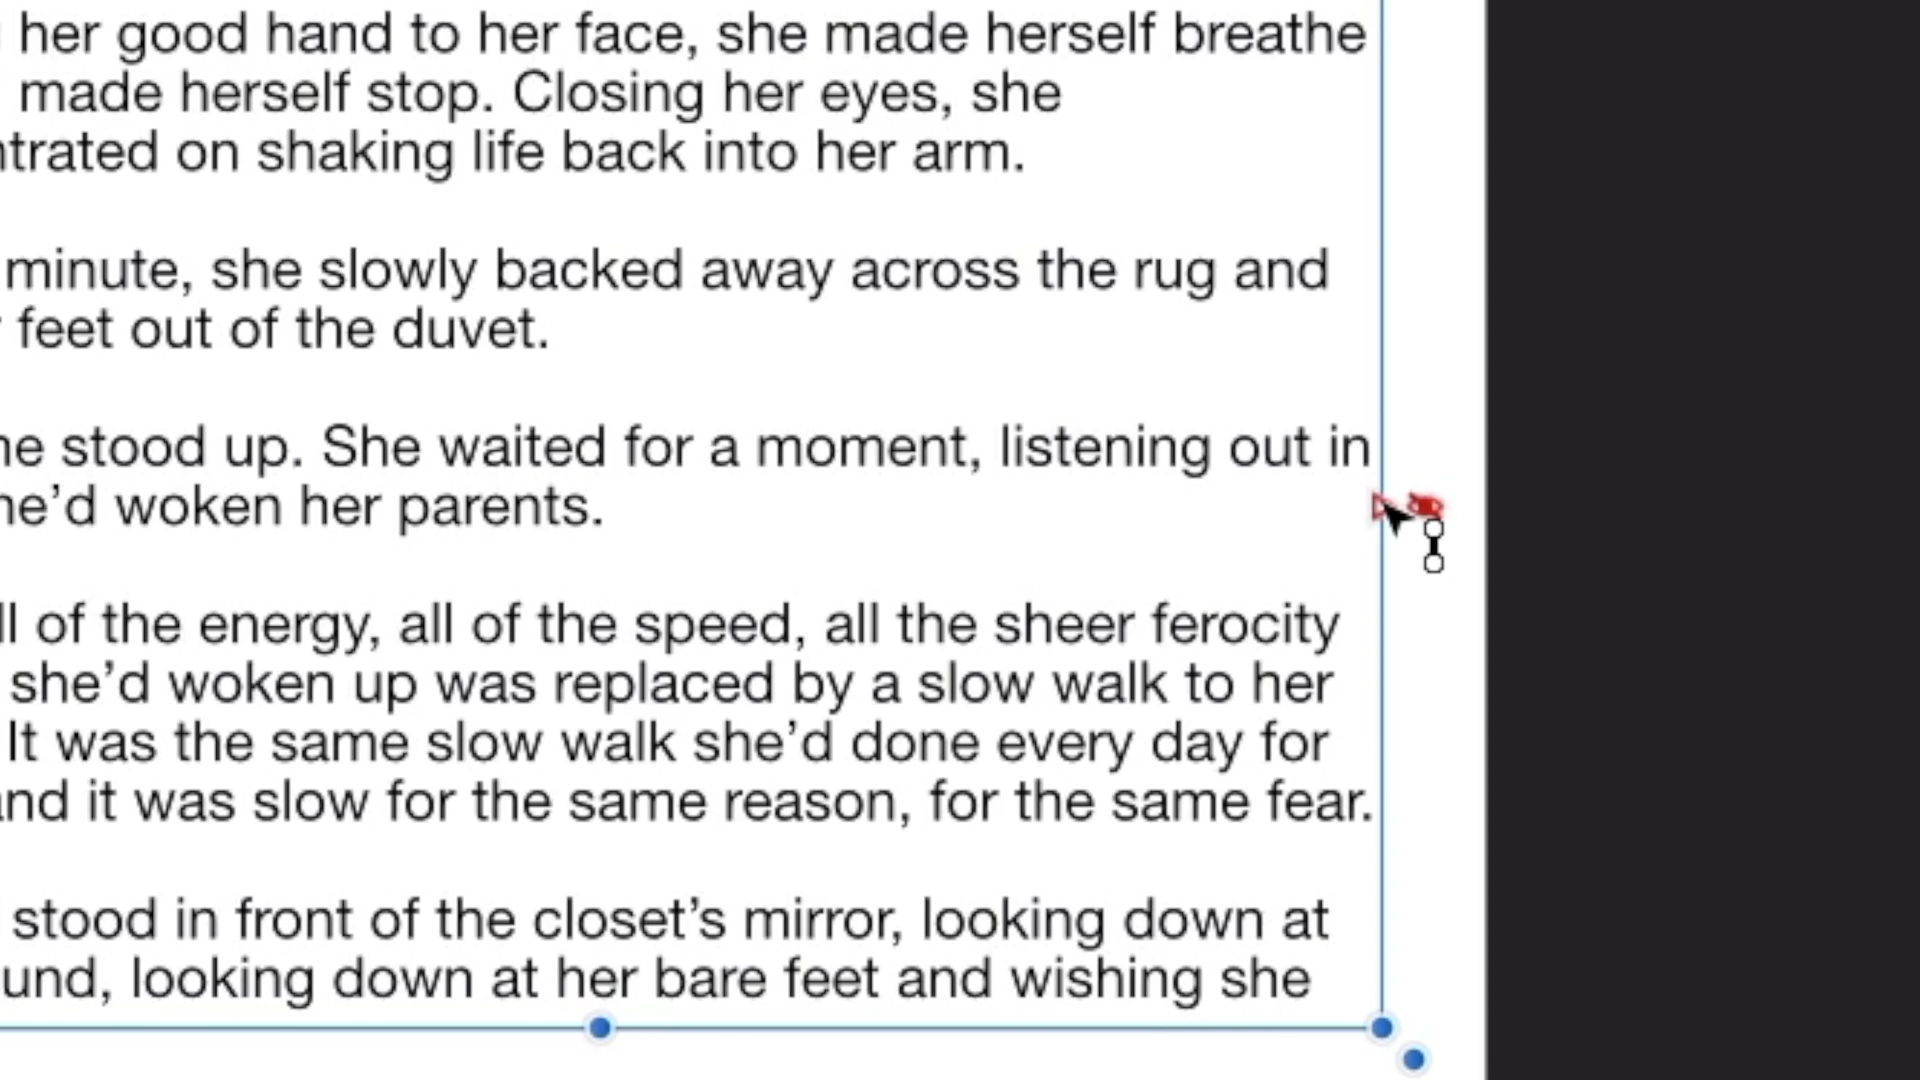 her good hand to her face, she made herself breathe
made herself stop. Closing her eyes, she
ntrated on shaking life back into her arm.
minute, she slowly backed away across the rug and
feet out of the duvet.
he stood up. She waited for a moment, listening out in
he’d woken her parents.
ll of the energy, all of the speed, all the sheer ferocity
she’d woken up was replaced by a slow walk to her
It was the same slow walk she’d done every day for
and it was slow for the same reason, for the same fear.
stood in front of the closet’s mirror, looking down at
und, looking down at her bare feet and wishing she